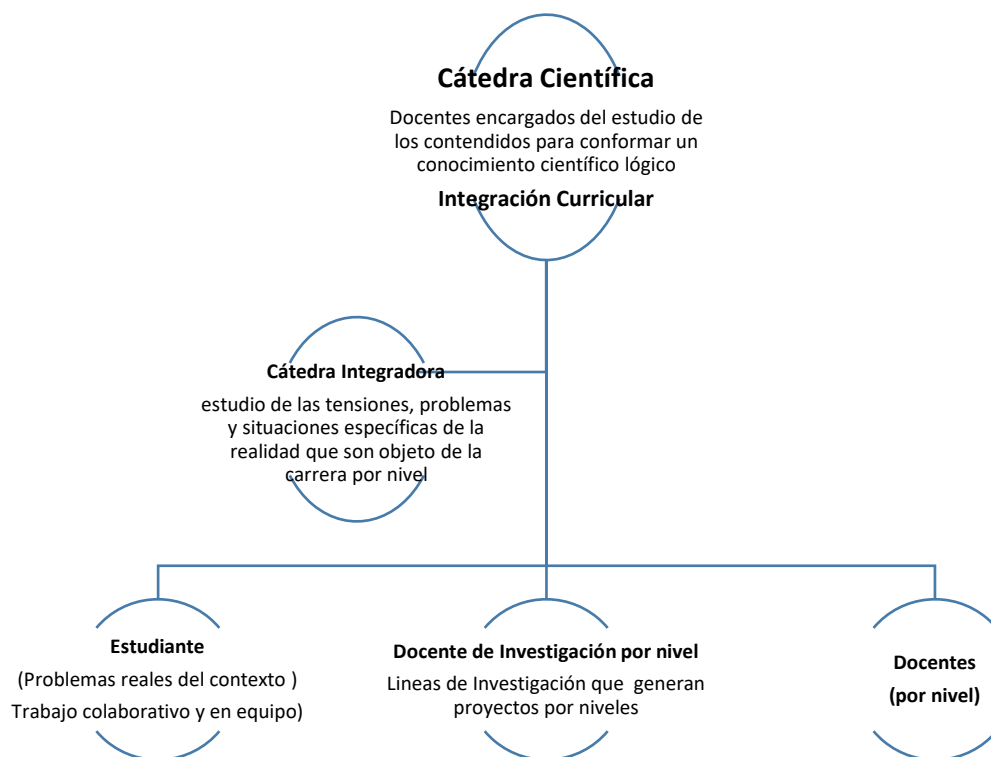 Cátedra Científica
Docentes encargados del estudio de
los contendidos para conformar un
conocimiento científico lógico
Integración Curricular
Cátedra Integradora
estudio de las tensiones, problemas
y situaciones específicas de la
realidad que son objeto de la
carrera por nivel
Estudiante
(Problemas reales del contexto )
Trabajo colaborativo y en equipo)
Docente de Investigación por nivel
Lineas de Investigación que generan
proyectos por niveles
Docentes
(por nivel)